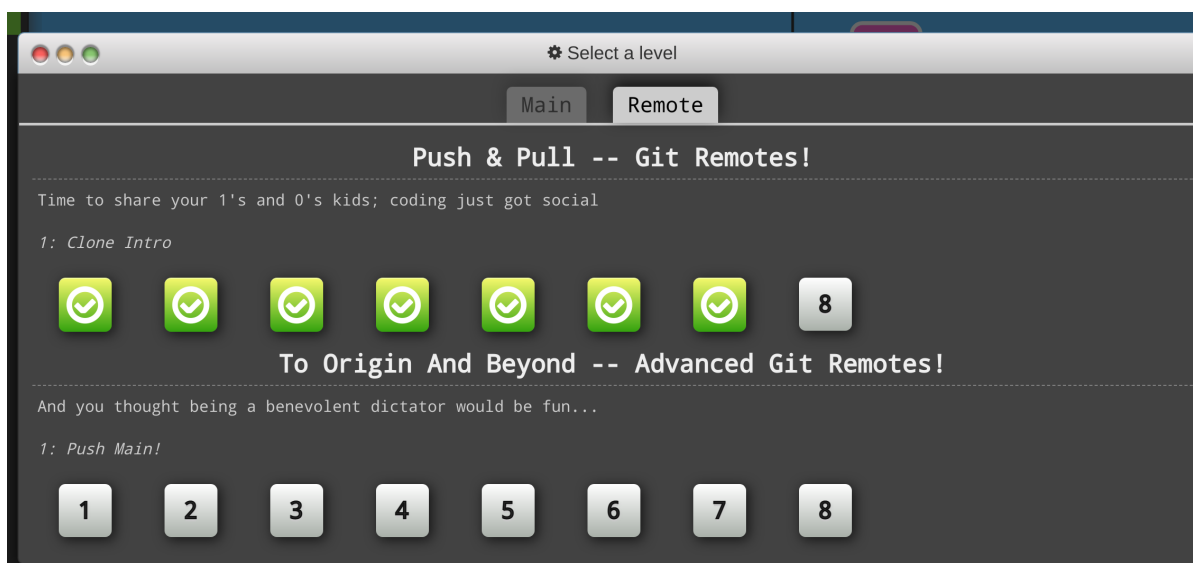 Select a level
Main Remote
Push & Pull -- Git Remotes!
Time to share your 1's and 0's kids; coding just got social
1: Clone Intro
8
To Origin And Beyond -- Advanced Git Remotes!
And you thought being a benevolent dictator would be fun...
1: Push Main!
1 2 3 4 5 6 7 8